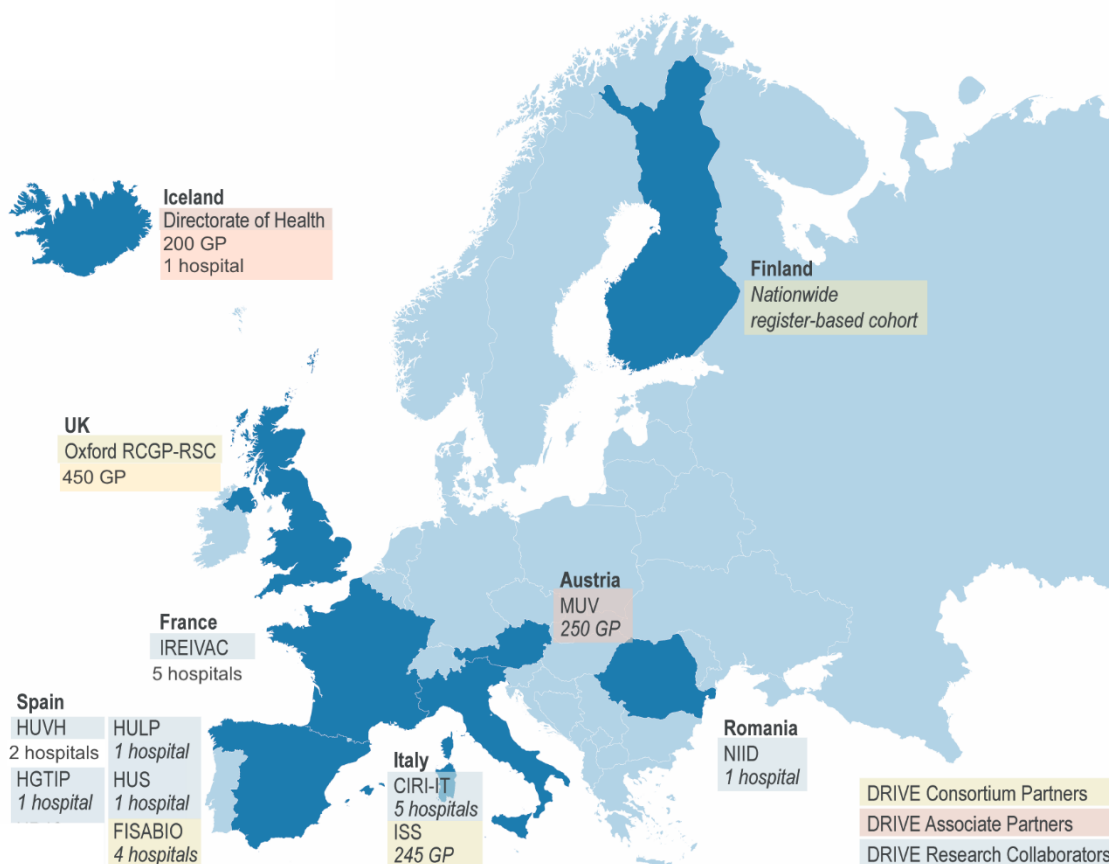 Iceland
Directorate of Health
200 GP
1 hospital
Finland
Nationwide
register-based cohort
UK
Oxford RCGP-RSC
450 GP
Austria
MUV
250 GP
France
IREIVAC
5 hospitals
Spain
HUVH
2 hospitals
HGTIP
1 hospital
HULP
1 hospital
HUS
1 hospital
FISABIO
4 hospitals
Italy
CIRI-IT
5 hospitals
ISS
245 GP
Romania
NIID
1 hospital
DRIVE Consortium Partners
DRIVE Associate Partners
DRIVE Research Collaborators